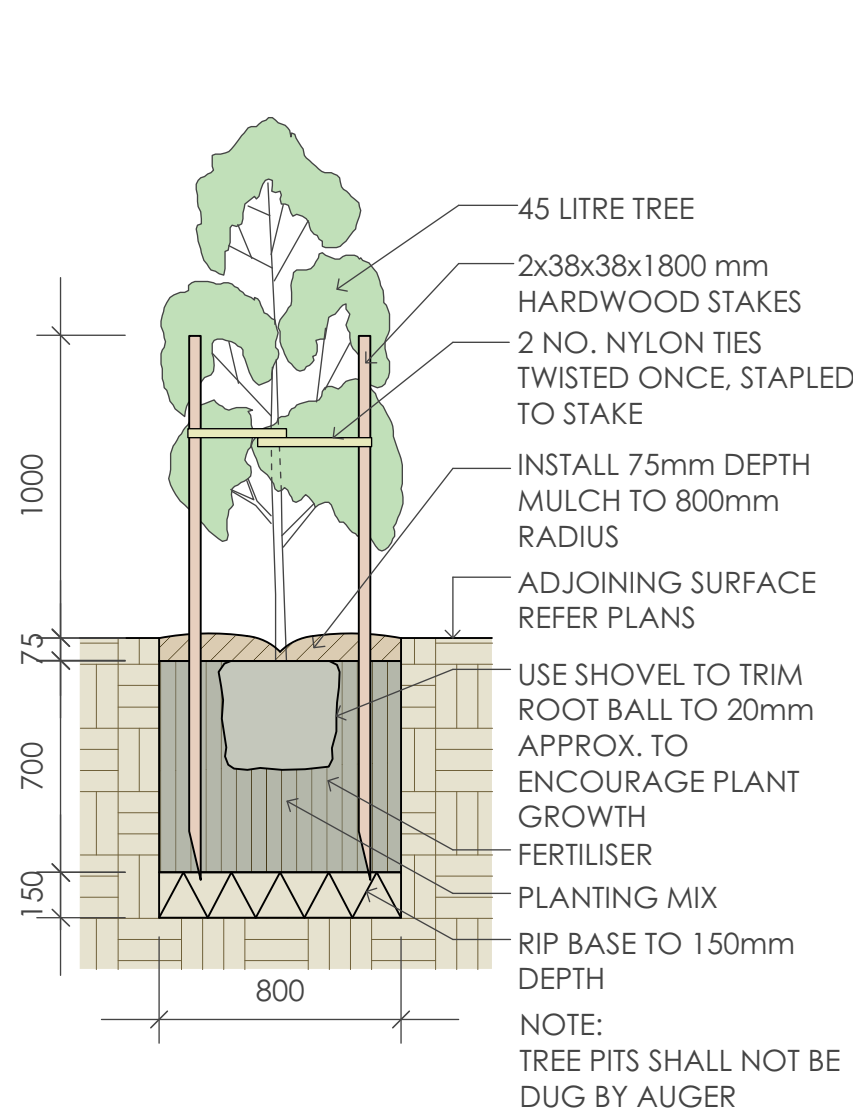 45 LITRE TREE
2x38x38x1800 mm
HARDWOOD STAKES
2 NO. NYLON TIES
TWISTED ONCE, STAPLED
TO STAKE
INSTALL 75mm DEPTH
MULCH TO 800mm
RADIUS
ADJOINING SURFACE
REFER PLANS
USE SHOVEL TO TRIM
ROOT BALL TO 20mm
APPROX. TO
ENCOURAGE PLANT
GROWTH
FERTILISER
PLANTING MIX
RIP BASE TO 150mm
DEPTH
NOTE:
TREE PITS SHALL NOT BE
DUG BY AUGER
1000
75
700
150
800